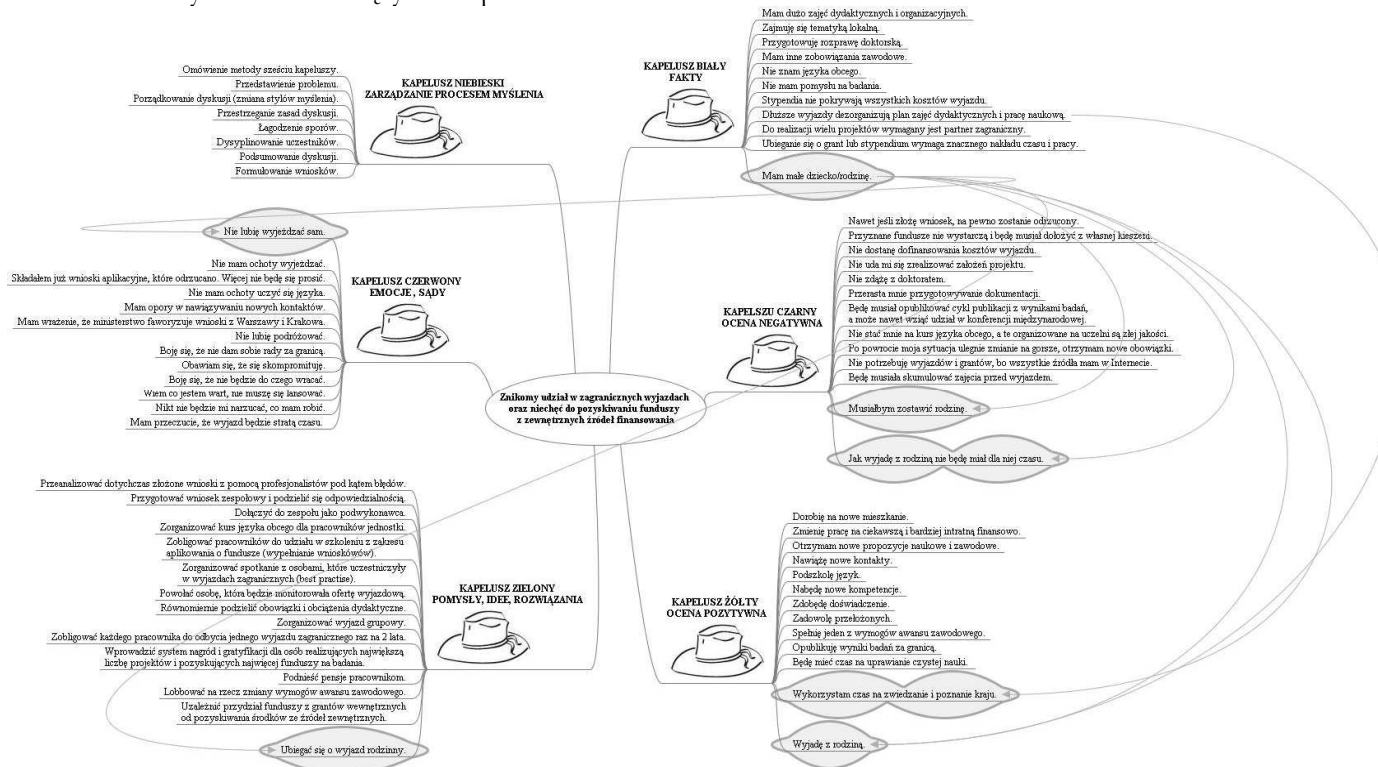 KAPELUSZ NIEBIESKI
ZARZĄDZANIE PROCESEM MYŚLENIA
Omówienie metody sześciu kapeluszy.
Przedstawienie problemu.
Porządkowanie dyskusji (zmiana stylów myślenia).
Przestrzeganie zasad dyskusji.
Łagodzenie sporów.
Dysyplinowanie uczestników.
Podsumowanie dyskusji.
Formułowanie wniosków.
KAPELUSZ BIAŁY
FAKTY
Mam dużo zajęć dydaktycznych i organizacyjnych.
Zajmuję się tematyką lokalną.
Przygotowuję rozprawę doktorską.
Mam inne zobowiązania zawodowe.
Nie znam języka obcego.
Nie mam pomysłu na badania.
Stypendia nie pokrywają wszystkich kosztów wyjazdu.
Dłuższe wyjazdy dezorganizują plan zajęć dydaktycznych i pracę naukową.
Do realizacji wielu projektów wymagany jest partner zagraniczny.
Ubieganie się o grant lub stypendium wymaga znacznego nakładu czasu i pracy.
Mam małe dziecko/rodzinę.
KAPELUSZ CZERWONY
EMOCJE , SĄDY
Nie lubię wyjeżdzać sam.
Nie mam ochoty wyjeżdzać.
Składałem już wnioski aplikacyjne, które odrzucano. Więcej nie będę się prosić.
Nie mam ochoty uczyć się języka.
Mam opory w nawiązywaniu nowych kontaktów.
Mam wrażenie, że ministerstwo faworyzuje wnioski z Warszawy i Krakowa.
Nie lubię podróżować.
Boję się, że nie dam sobie rady za granicą.
Obawiam się, że się skompromituję.
Boję się, że nie będzie do czego wracać.
Wiem co jestem wart, nie muszę się lansować.
Nikt nie będzie mi narzucać, co mam robić.
Mam przeczucie, że wyjazd będzie stratą czasu.
KAPELSZU CZARNY
OCENA NEGATYWNA
Nawet jeśli złożę wniosek, na pewno zostanie odrzucony.
Przyznane fundusze nie wystarczą i będę musiał dołożyć z własnej kieszeni.
Nie dostanę dofinansowania kosztów wyjazdu.
Nie uda mi się zrealizować założeń projektu.
Nie zdążę z doktoratem.
Przerasta mnie przygotowywanie dokumentacji.
Będę musiał opublikować cykl publikacji z wynikami badań,
a może nawet wziąć udział w konferencji międzynarodowej.
Nie stać mnie na kurs języka obcego, a te organizowane na uczelni są złej jakości.
Po powrocie moja sytuacja ulegnie zmianie na gorsze, otrzymam nowe obowiązki.
Nie potrzebuję wyjazdów i grantów, bo wszystkie źródła mam w Internecie.
Będę musiała skumulować zajęcia przed wyjazdem.
Musiałbym zostawić rodzinę.
Jak wyjadę z rodziną nie będę miał dla niej czasu.
Znikomy udział w zagranicznych wyjazdach
oraz niechęć do pozyskiwaniu funduszy
z zewnętrznych źródeł finansowania
KAPELUSZ ZIELONY
POMYSŁY, IDEE, ROZWIĄZANIA
Przeanalizować dotychczas złożone wnioski z pomocą profesjonalistów pod kątem błędów.
Przygotować wniosek zespołowy i podzielić się odpowiedzialnością.
Dołączyć do zespołu jako podwykonawca.
Zorganizować kurs języka obcego dla pracowników jednostki.
Zobligować pracowników do udziału w szkoleniu z zakresu
aplikowania o fundusze (wypełnianie wnioskówów).
Zorganizować spotkanie z osobami, które uczestniczyły
w wyjazdach zagranicznych (best practise).
Powołać osobę, która będzie monitorowała ofertę wyjazdową.
Równomiernie podzielić obowiązki i obciążenia dydaktyczne.
Zorganizować wyjazd grupowy.
Zobligować każdego pracownika do odbycia jednego wyjazdu zagranicznego raz na 2 lata.
Wprowadzić system nagród i gratyfikacji dla osób realizujących największą
liczbę projektów i pozyskujących najwięcej funduszy na badania.
Podnieść pensje pracownikom.
Lobbować na rzecz zmiany wymogów awansu zawodowego.
Uzależnić przydział funduszy z grantów wewnętrznych
od pozyskiwania środków ze źródeł zewnętrznych.
Ubiegać się o wyjazd rodzinny.
KAPELUSZ ŻÓŁTY
OCENA POZYTYWNA
Dorobię na nowe mieszkanie.
Zmienię pracę na ciekawszą i bardziej intratną finansowo.
Otrzymam nowe propozycje naukowe i zawodowe.
Nawiążę nowe kontakty.
Podszkolę język.
Nabędę nowe kompetencje.
Zdobędę doświadczenie.
Zadowolę przełożonych.
Spełnię jeden z wymogów awansu zawodowego.
Opublikuję wyniki badań za granicą.
Będę mieć czas na uprawianie czystej nauki.
Wykorzystam czas na zwiedzanie i poznanie kraju.
Wyjadę z rodziną.